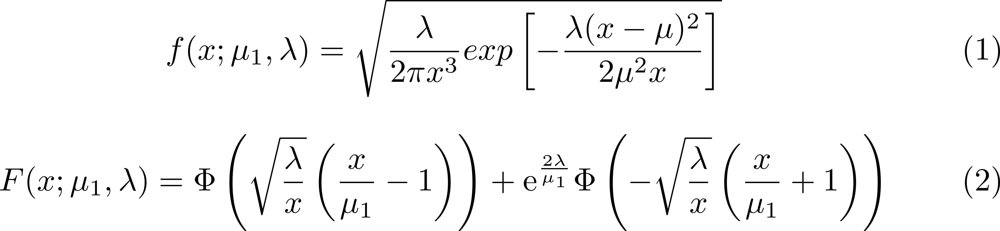 f(x; μ₁, λ) = √(λ/(2πx³) exp[−λ(x − μ)²/(2μ²x)]) (1)
F(x; μ₁, λ) = Φ(√(λ/x) (x/μ₁ − 1)) + e^(2λ/μ₁) Φ(−√(λ/x) (x/μ₁ + 1)) (2)